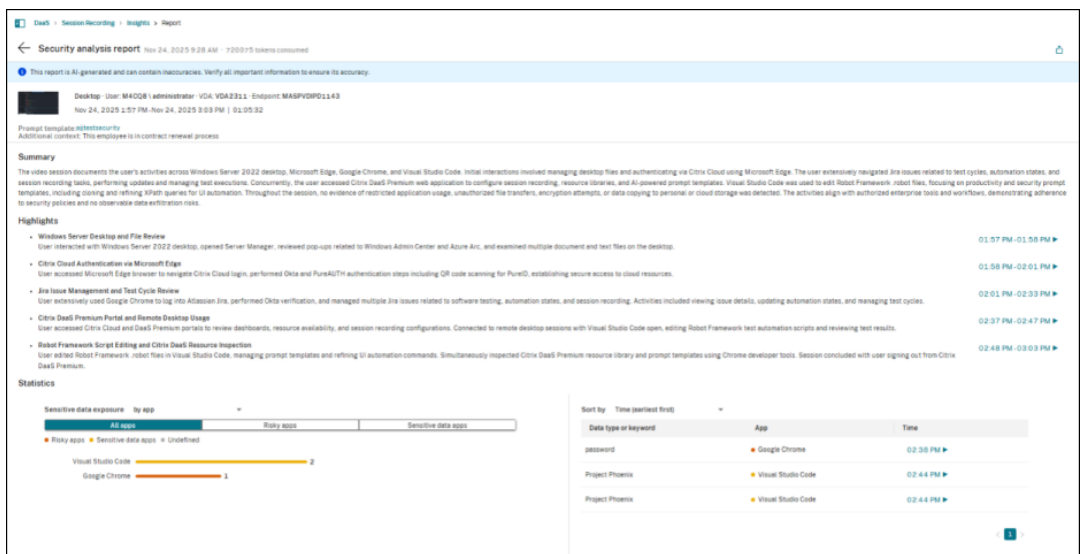 DaaS › Session Recording › Insights > Report
Security analysis report Nov 24, 2025 9:28 AM · 720075 tokens consumed
This report is AI-generated and can contain inaccuracies. Verify all important information to ensure its accuracy.
Desktop · User: M4CQ8 \ administrator · VDA: VDA2311 · Endpoint: MASPVDIPD1143
Nov 24, 2025 1:57 PM-Nov 24, 2025 3:03 PM | 01:05:32
Prompt template:
Additional context: This employee is in contract renewal process
Summary
The video session documents the user's activities across Windows Server 2022 desktop, Microsoft Edge, Google Chrome, and Visual Studio Code. Initial interactions involved managing desktop files and authenticating via Citrix Cloud using Microsoft Edge. The user extensively navigated Jira issues related to test cycles, automation states, and
session recording tasks, performing updates and managing test executions. Concurrently, the user accessed Citrix DaaS Premium web application to configure session recording, resource libraries, and AI-powered prompt templates. Visual Studio Code was used to edit Robot Framework .robot files, focusing on productivity and security prompt
templates, including cloning and refining XPath queries for UI automation. Throughout the session, no evidence of restricted application usage, unauthorized file transfers, encryption attempts, or data copying to personal or cloud storage was detected. The activities align with authorized enterprise tools and workflows, demonstrating adherence
to security policies and no observable data exfiltration risks.
Highlights
• Windows Server Desktop and File Review
User interacted with Windows Server 2022 desktop, opened Server Manager, reviewed pop-ups related to Windows Admin Center and Azure Arc, and examined multiple document and text files on the desktop.
01:57 PM-01:58 PM
• Citrix Cloud Authentication via Microsoft Edge
User accessed Microsoft Edge browser to navigate Citrix Cloud login, performed Okta and PureAUTH authentication steps including QR code scanning for PureID, establishing secure access to cloud resources.
01:58 PM-02:01 PM
• Jira Issue Management and Test Cycle Review
User extensively used Google Chrome to log into Atlassian Jira, performed Okta verification, and managed multiple Jira issues related to software testing, automation states, and session recording. Activities included viewing issue details, updating automation states, and managing test cycles.
02:01 PM-02:33 PM
• Citrix DaaS Premium Portal and Remote Desktop Usage
User accessed Citrix Cloud and DaaS Premium portals to review dashboards, resource availability, and session recording configurations. Connected to remote desktop sessions with Visual Studio Code open, editing Robot Framework test automation scripts and reviewing test results.
02:37 PM-02:47 PM
• Robot Framework Script Editing and Citrix DaaS Resource Inspection
User edited Robot Framework .robot files in Visual Studio Code, managing prompt templates and refining UI automation commands. Simultaneously inspected Citrix DaaS Premium resource library and prompt templates using Chrome developer tools. Session concluded with user signing out from Citrix
DaaS Premium.
02:48 PM-03:03 PM
Statistics
Sensitive data exposure by app
All apps Risky apps Sensitive data apps
Risky apps Sensitive data apps Undefined
Visual Studio Code 2
Google Chrome 1
Sort by Time (earliest first)
Data type or keyword App Time
password Google Chrome 02:38 PM
Project Phoenix Visual Studio Code 02:44 PM
Project Phoenix Visual Studio Code 02:44 PM
1